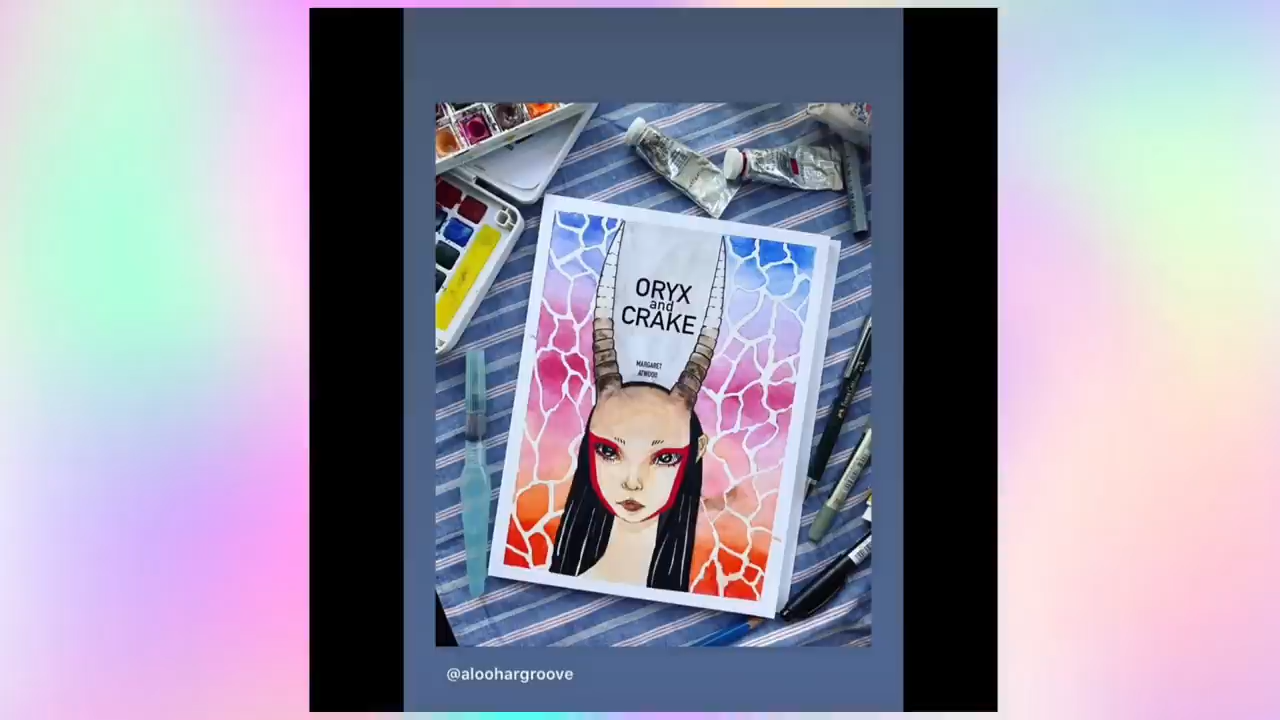 ORYX
and
CRAKE
MARGARET
ATWOOD
@aloohargroove